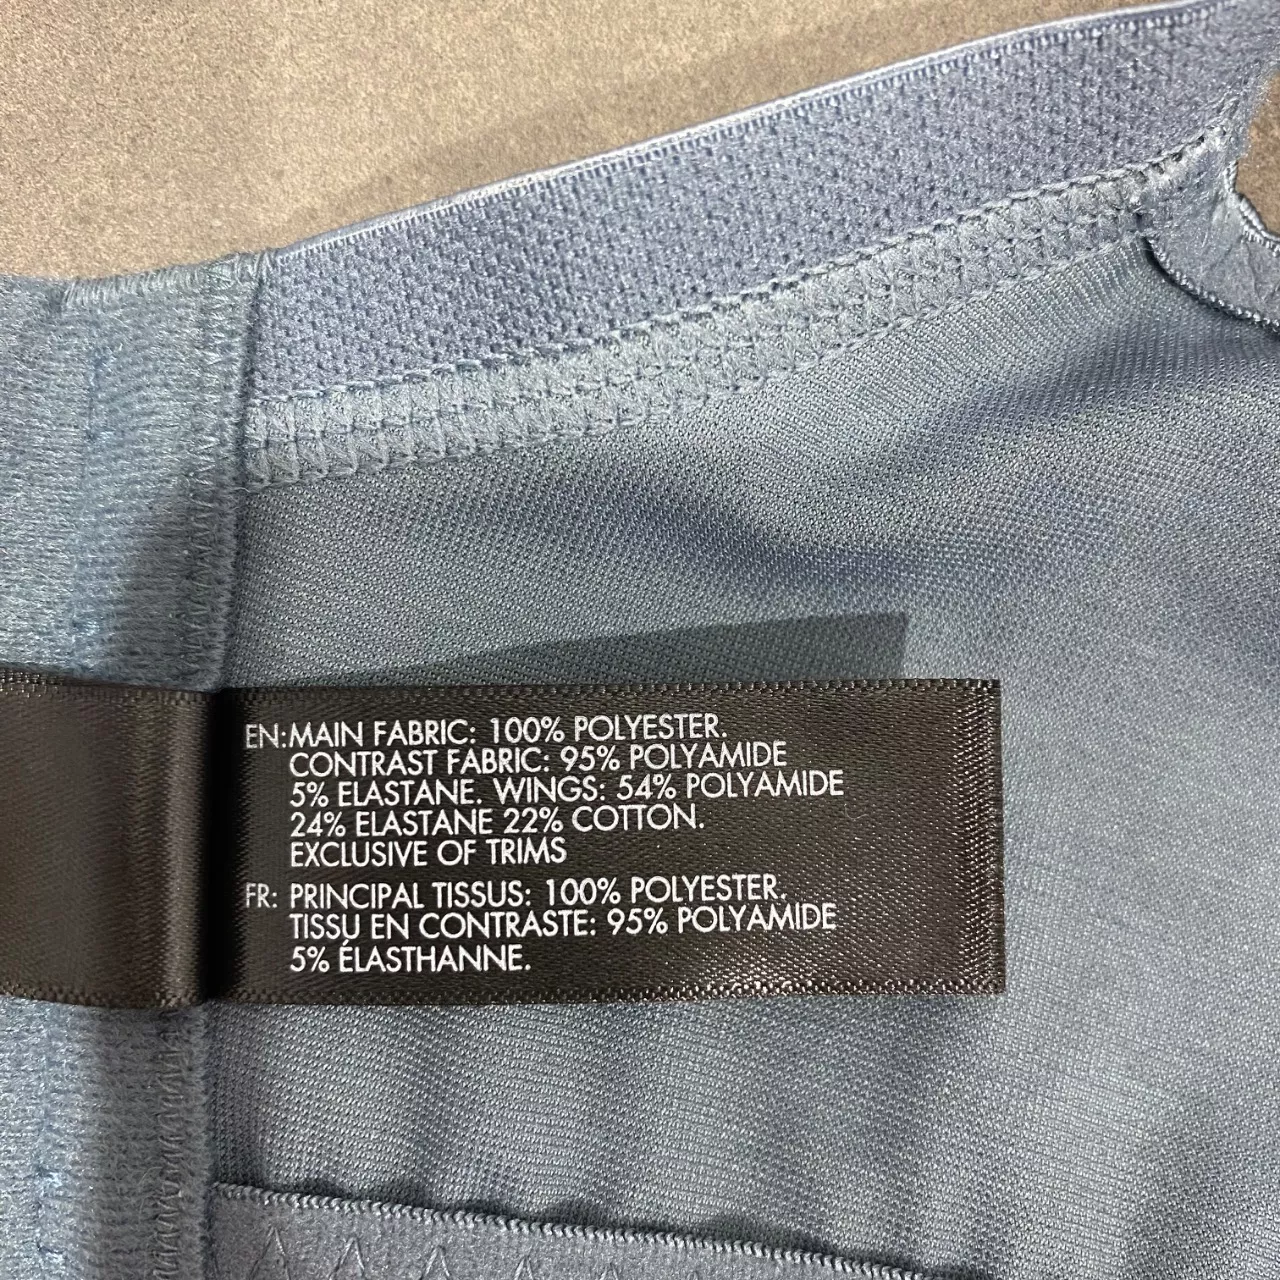 EN:MAIN FABRIC: 100% POLYESTER.
CONTRAST FABRIC: 95% POLYAMIDE
5% ELASTANE. WINGS: 54% POLYAMIDE
24% ELASTANE 22% COTTON.
EXCLUSIVE OF TRIMS
FR: PRINCIPAL TISSUS: 100% POLYESTER.
TISSU EN CONTRASTE: 95% POLYAMIDE
5% ÉLASTHANNE.